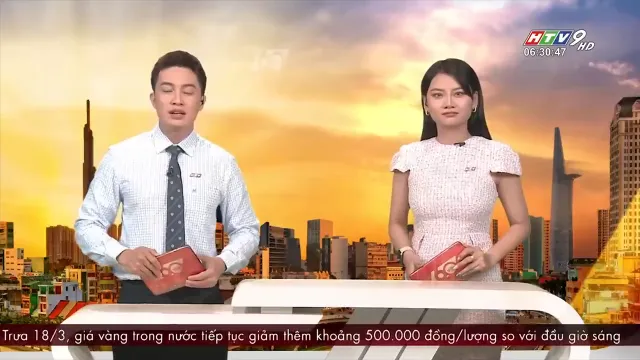 HTV9 HD
06:30:47
Trưa 18/3, giá vàng trong nước tiếp tục giảm thêm khoảng 500.000 đồng/lượng so với đầu giờ sáng